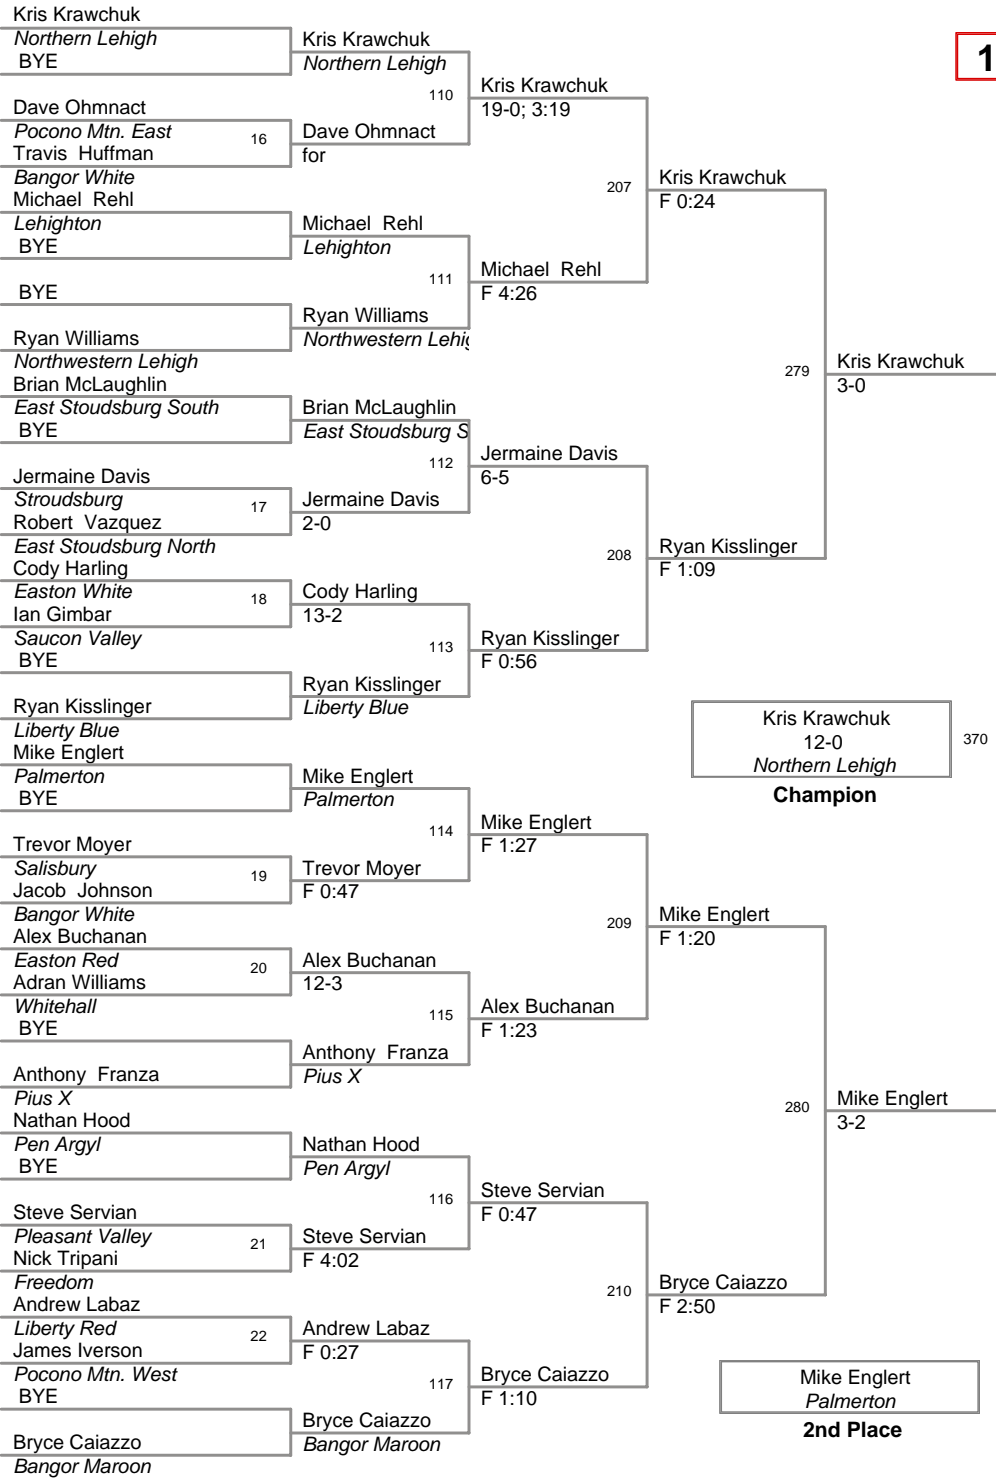 Kris Krawchuk
Northern Lehigh
BYE
Dave Ohmnact
Pocono Mtn. East
Travis Huffman
Bangor White
Michael Rehl
Lehighton
BYE
BYE
Ryan Williams
Northwestern Lehigh
Brian McLaughlin
East Stoudsburg South
BYE
Jermaine Davis
Stroudsburg
Robert Vazquez
East Stoudsburg North
Cody Harling
Easton White
Ian Gimbar
Saucon Valley
BYE
Ryan Kisslinger
Liberty Blue
Mike Englert
Palmerton
BYE
Trevor Moyer
Salisbury
Jacob Johnson
Bangor White
Alex Buchanan
Easton Red
Adran Williams
Whitehall
BYE
Anthony Franza
Pius X
Nathan Hood
Pen Argyl
BYE
Steve Servian
Pleasant Valley
Nick Tripani
Freedom
Andrew Labaz
Liberty Red
James Iverson
Pocono Mtn. West
BYE
Bryce Caiazzo
Bangor Maroon
16
17
18
19
20
21
22
Kris Krawchuk
Northern Lehigh
Dave Ohmnact
for
Michael Rehl
Lehighton
Ryan Williams
Northwestern Lehig
Brian McLaughlin
East Stoudsburg S
Jermaine Davis
2-0
Cody Harling
13-2
Ryan Kisslinger
Liberty Blue
Mike Englert
Palmerton
Trevor Moyer
F 0:47
Alex Buchanan
12-3
Anthony Franza
Pius X
Nathan Hood
Pen Argyl
Steve Servian
F 4:02
Andrew Labaz
F 0:27
Bryce Caiazzo
Bangor Maroon
110
111
112
113
114
115
116
117
Kris Krawchuk
19-0; 3:19
Michael Rehl
F 4:26
Jermaine Davis
6-5
Ryan Kisslinger
F 0:56
Mike Englert
F 1:27
Alex Buchanan
F 1:23
Steve Servian
F 0:47
Bryce Caiazzo
F 1:10
207
208
209
210
Kris Krawchuk
F 0:24
Ryan Kisslinger
F 1:09
Mike Englert
F 1:20
Bryce Caiazzo
F 2:50
279
280
Kris Krawchuk
3-0
Mike Englert
3-2
1
Kris Krawchuk
12-0
Northern Lehigh
370
Champion
Mike Englert
Palmerton
2nd Place